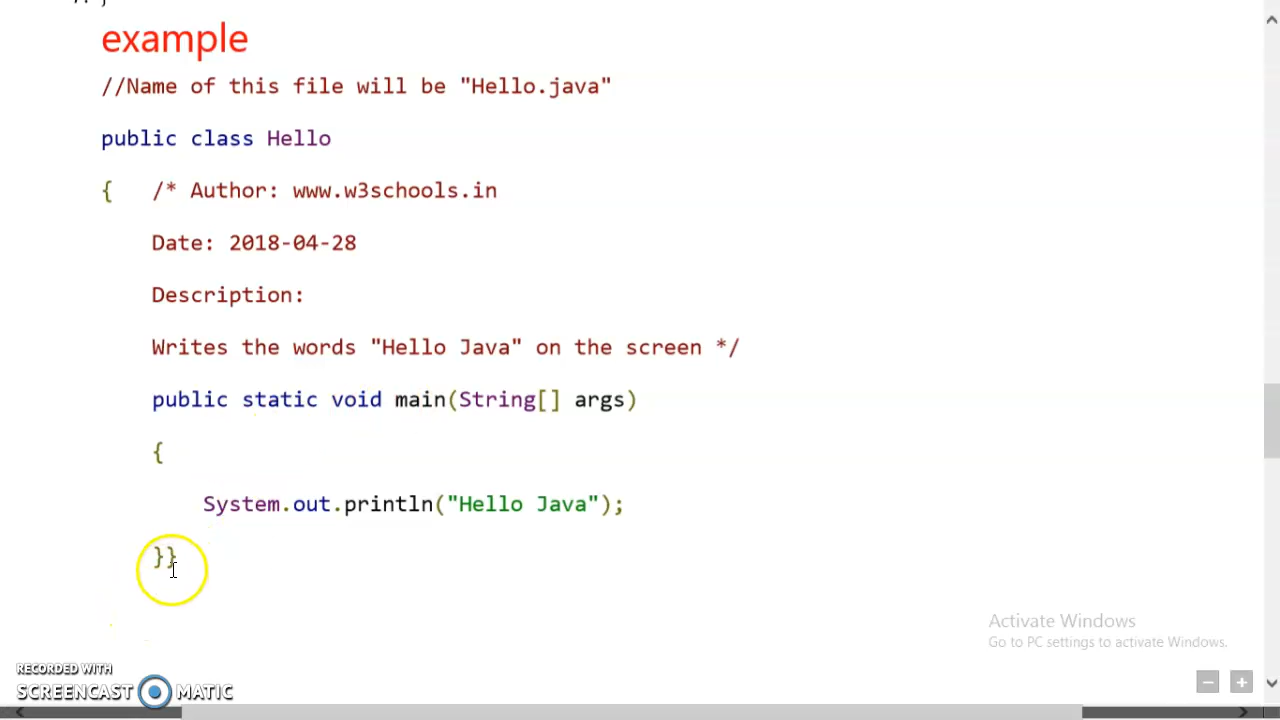 example
//Name of this file will be "Hello.java"
public class Hello
{ /* Author: www.w3schools.in
Date: 2018-04-28
Description:
Writes the words "Hello Java" on the screen */
public static void main(String[] args)
{
System.out.println("Hello Java");
}}
Activate Windows
Go to PC settings to activate Windows.
RECORDED WITH
SCREENCAST MATIC